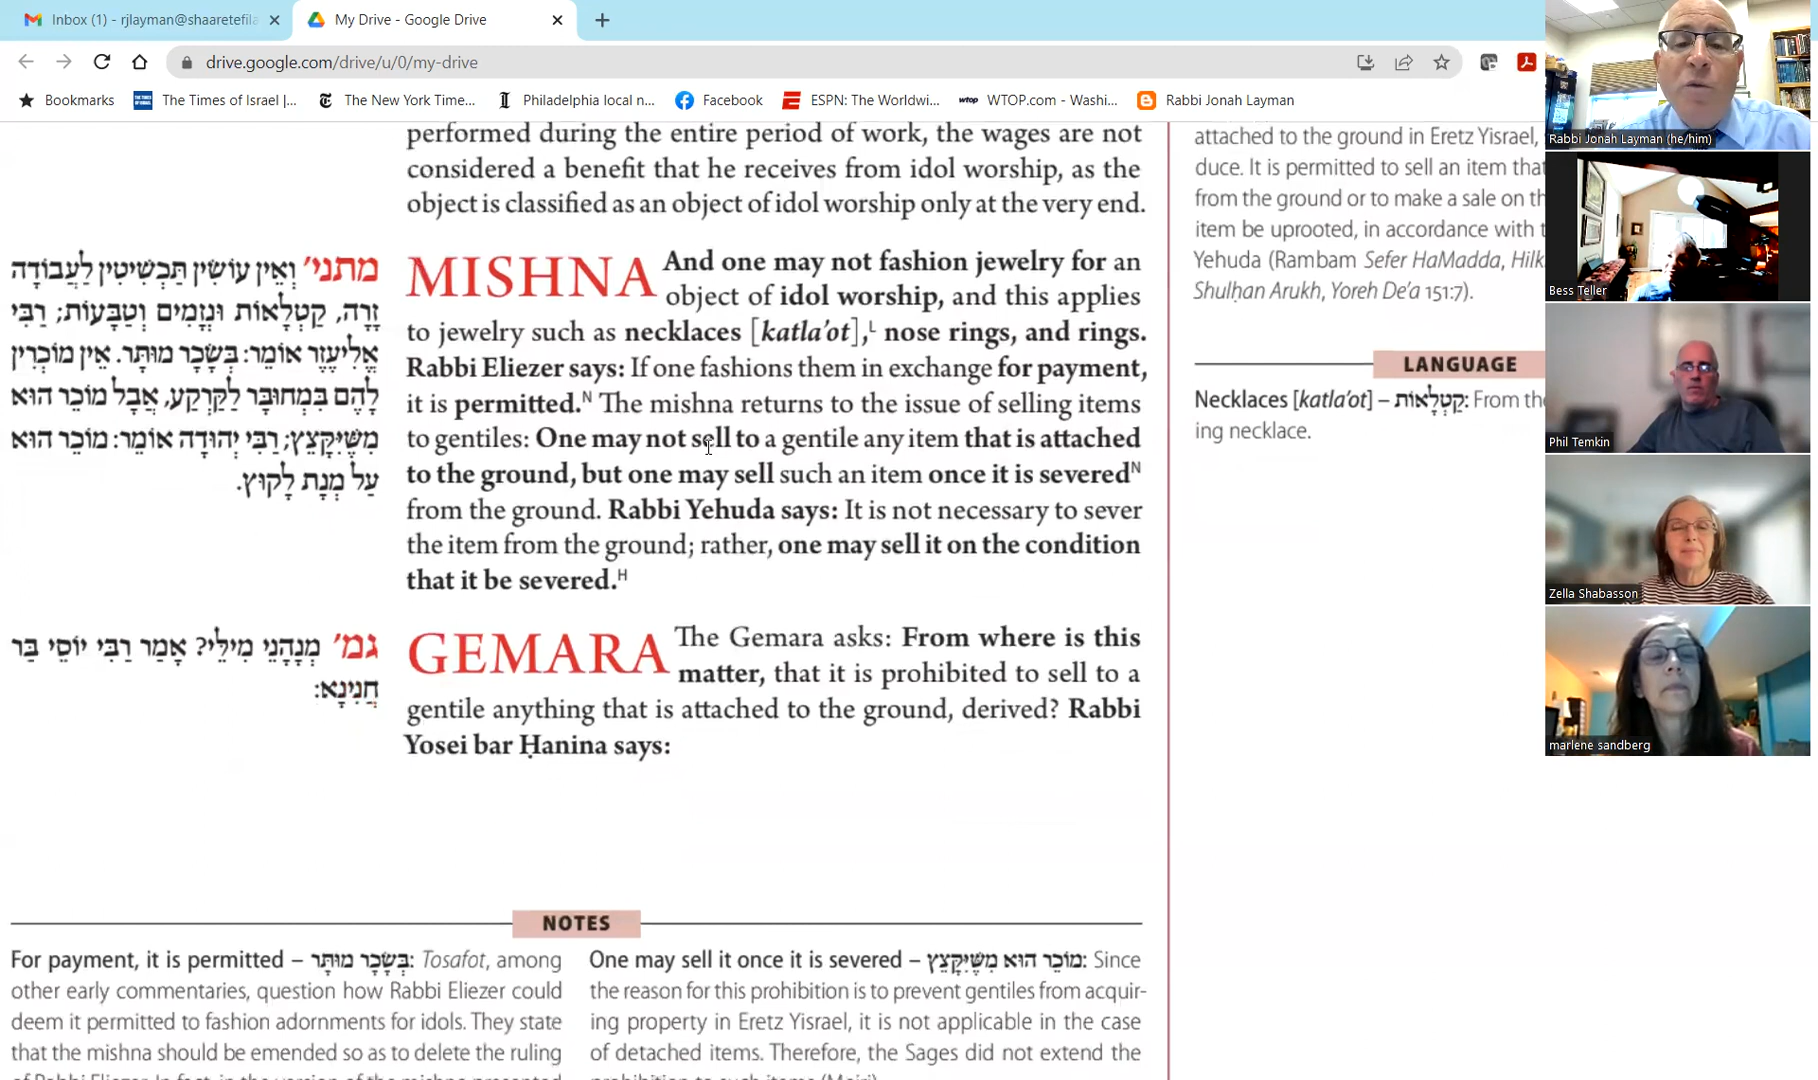 Inbox (1) - rjlayman@shaaretefila
My Drive - Google Drive
drive.google.com/drive/u/0/my-drive
Bookmarks
The Times of Israel |...
The New York Time...
Philadelphia local n...
Facebook
ESPN: The Worldwi...
WTOP.com - Washi...
Rabbi Jonah Layman
performed during the entire period of work, the wages are not
considered a benefit that he receives from idol worship, as the
object is classified as an object of idol worship only at the very end.
מתני׳ וְאֵין עוֹשִׂין תַּכְשִׁיטִין לַעֲבוֹדָה
זָרָה, קַטְלָאוֹת וּנְזָמִים וְטַבָּעוֹת; רַבִּי
אֱלִיעֶזֶר אוֹמֵר: בְּשָׂכָר מוּתָּר. אֵין מוֹכְרִין
לָהֶם בִּמְחוּבָּר לַקַּרְקַע, אֲבָל מוֹכֵר הוּא
מִשֶּׁיִּקָּצֵץ; רַבִּי יְהוּדָה אוֹמֵר: מוֹכֵר הוּא
עַל מְנָת לָקוּץ.
MISHNA And one may not fashion jewelry for an
object of idol worship, and this applies
to jewelry such as necklaces [katla'ot],L nose rings, and rings.
Rabbi Eliezer says: If one fashions them in exchange for payment,
it is permitted.N The mishna returns to the issue of selling items
to gentiles: One may not sell to a gentile any item that is attached
to the ground, but one may sell such an item once it is severedN
from the ground. Rabbi Yehuda says: It is not necessary to sever
the item from the ground; rather, one may sell it on the condition
that it be severed.H
גמ׳ מְנָהָנֵי מִילֵּי? אָמַר רַבִּי יוֹסֵי בַּר
חֲנִינָא:
GEMARA The Gemara asks: From where is this
matter, that it is prohibited to sell to a
gentile anything that is attached to the ground, derived? Rabbi
Yosei bar Ḥanina says:
NOTES
For payment, it is permitted – בְּשָׂכָר מוּתָּר: Tosafot, among
other early commentaries, question how Rabbi Eliezer could
deem it permitted to fashion adornments for idols. They state
that the mishna should be emended so as to delete the ruling
of Rabbi Eliezer. In fact, in the version of the mishna presented
One may sell it once it is severed – מוֹכֵר הוּא מִשֶּׁיִּקָּצֵץ: Since
the reason for this prohibition is to prevent gentiles from acquir-
ing property in Eretz Yisrael, it is not applicable in the case
of detached items. Therefore, the Sages did not extend the
prohibition to such items (Meiri).
attached to the ground in Eretz Yisrael,
duce. It is permitted to sell an item that
from the ground or to make a sale on th
item be uprooted, in accordance with
Yehuda (Rambam Sefer HaMadda, Hilk
Shulḥan Arukh, Yoreh De'a 151:7).
LANGUAGE
Necklaces [katla'ot] – קַטְלָאוֹת: From the
ing necklace.
Rabbi Jonah Layman (he/him)
Bess Teller
Phil Temkin
Zella Shabasson
marlene sandberg